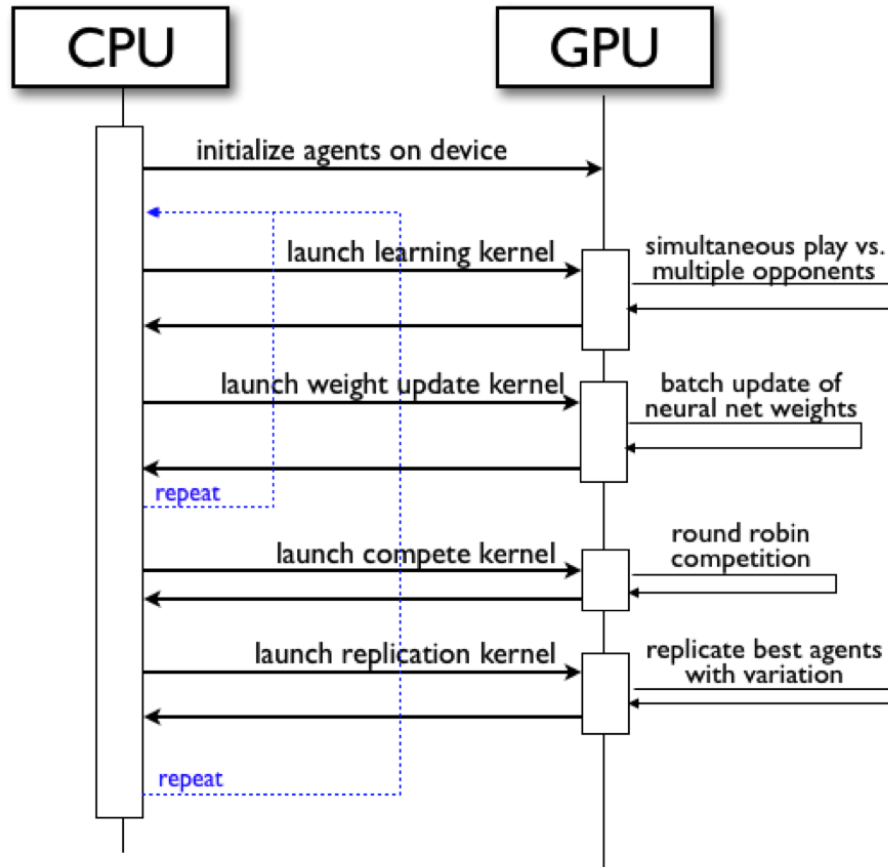 CPU
GPU
initialize agents on device
launch learning kernel
simultaneous play vs.
multiple opponents
launch weight update kernel
batch update of
neural net weights
repeat
launch compete kernel
round robin
competition
launch replication kernel
replicate best agents
with variation
repeat